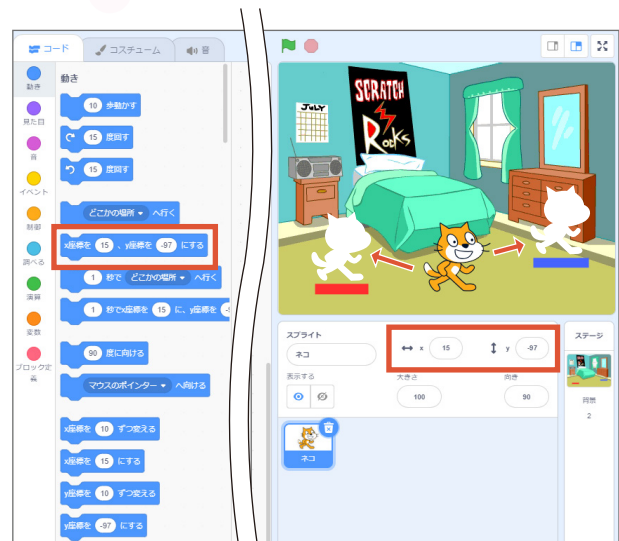 コード
コスチューム
音
動き
見た目
音
イベント
制御
調べる
演算
変数
ブロック定
義
動き
10 歩動かす
15 度回す
15 度回す
どこかの場所 へ行く
x座標を 15 、y座標を -97 にする
1 秒で どこかの場所 へ行く
1 秒でx座標を 15 に、y座標を
90 度に向ける
マウスのポインター へ向ける
x座標を 10 ずつ変える
x座標を 15 にする
y座標を 10 ずつ変える
y座標を -97 にする
JULY
SCRATCH
Rocks
スプライト
ネコ
x 15
y -97
表示する
大きさ
100
向き
90
ネコ
ステージ
背景
2